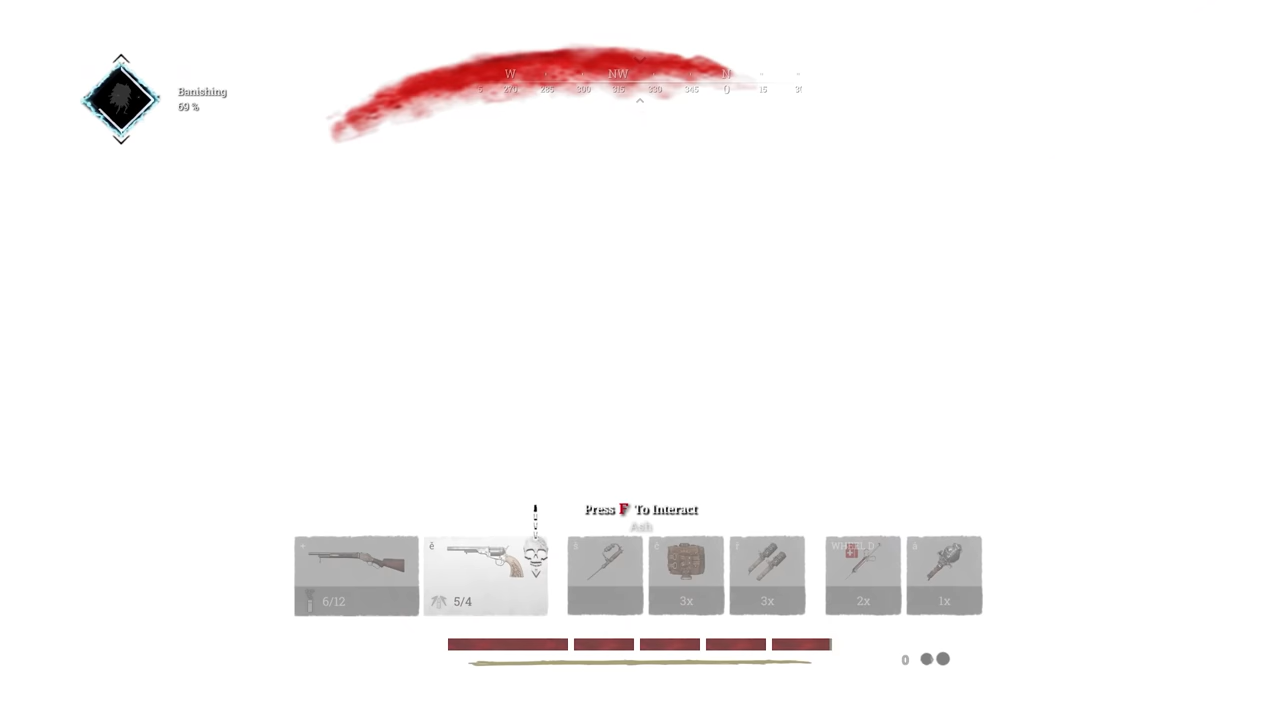 W NW N
270 285 300 315 330 345 0 15
Banishing
69 %
Press F To Interact
Ash
+ ě š č ř
6/12 5/4 3x 3x 2x 1x
0